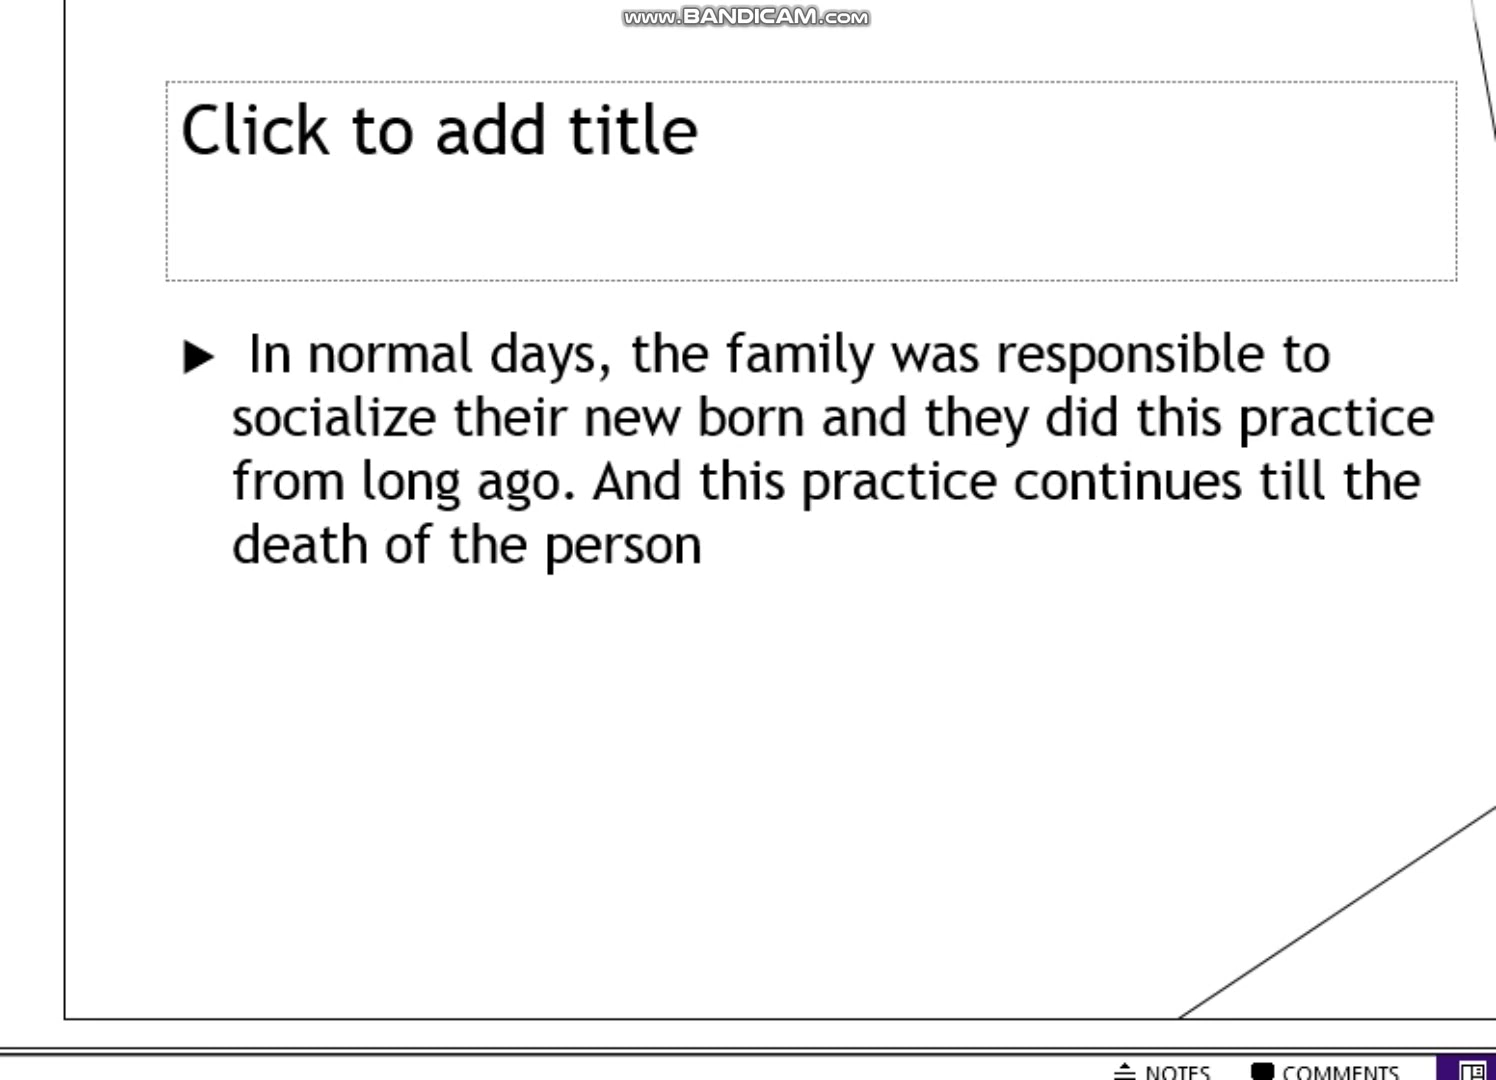 www.BANDICAM.com
Click to add title
► In normal days, the family was responsible to
socialize their new born and they did this practice
from long ago. And this practice continues till the
death of the person
NOTES COMMENTS